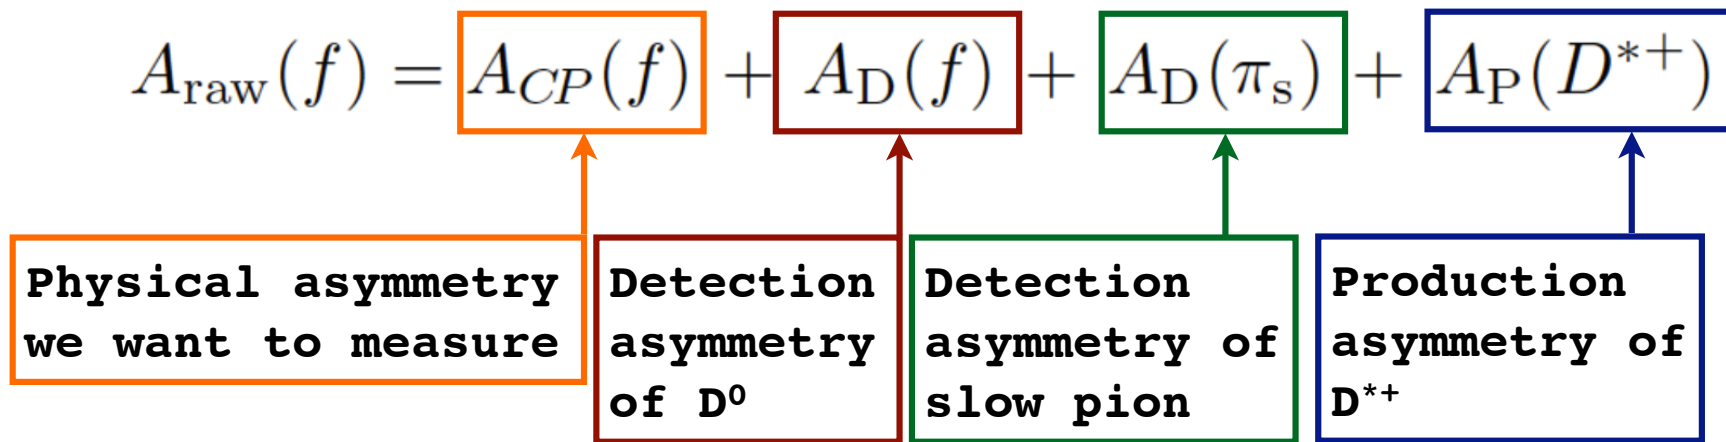 A_raw(f) = A_CP(f) + A_D(f) + A_D(π_s) + A_P(D*+)
Physical asymmetry
we want to measure
Detection
asymmetry
of D⁰
Detection
asymmetry of
slow pion
Production
asymmetry of
D*⁺